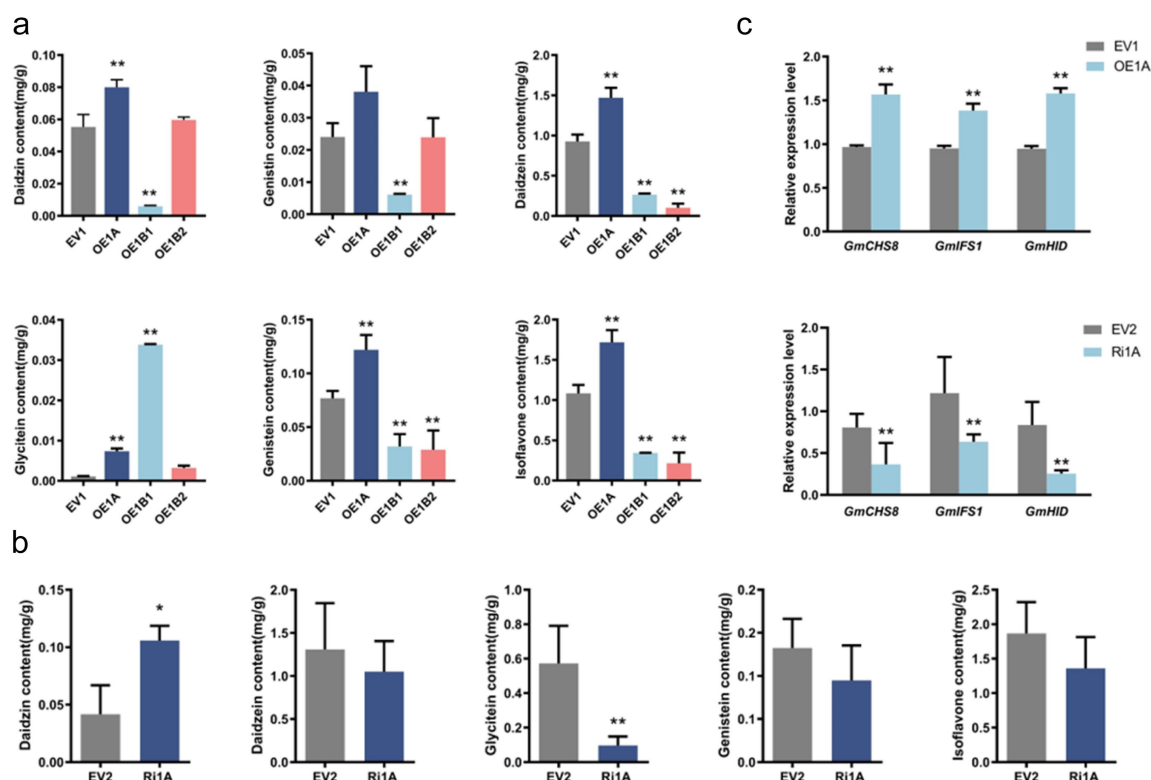 a
Daidzin content(mg/g)
0.10
0.08
0.06
0.04
0.02
0.00
**
**
EV1
OE1A
OE1B1
OE1B2
Genistin content(mg/g)
0.05
0.04
0.03
0.02
0.01
0.00
**
EV1
OE1A
OE1B1
OE1B2
Daidzein content(mg/g)
2.0
1.5
1.0
0.5
0.0
**
**
**
EV1
OE1A
OE1B1
OE1B2
Glycitein content(mg/g)
0.04
0.03
0.02
0.010
0.000
**
**
EV1
OE1A
OE1B1
OE1B2
Genistein content(mg/g)
0.15
0.10
0.05
0.00
**
**
**
EV1
OE1A
OE1B1
OE1B2
Isoflavone content(mg/g)
2.0
1.5
1.0
0.5
0.0
**
**
**
EV1
OE1A
OE1B1
OE1B2
c
EV1
OE1A
Relative expression level
2.0
1.5
1.0
0.5
0.0
**
**
**
GmCHS8
GmIFS1
GmHID
EV2
Ri1A
Relative expression level
2.0
1.5
1.0
0.5
0.0
**
**
**
GmCHS8
GmIFS1
GmHID
b
Daidzin content(mg/g)
0.15
0.10
0.05
0.00
*
EV2
Ri1A
Daidzein content(mg/g)
2.0
1.5
1.0
0.5
0.0
EV2
Ri1A
Glycitein content(mg/g)
1.0
0.8
0.6
0.4
0.2
0.0
**
EV2
Ri1A
Genistein content(mg/g)
0.2
0.2
0.1
0.1
0.0
EV2
Ri1A
Isoflavone content(mg/g)
2.5
2.0
1.5
1.0
0.5
0.0
EV2
Ri1A